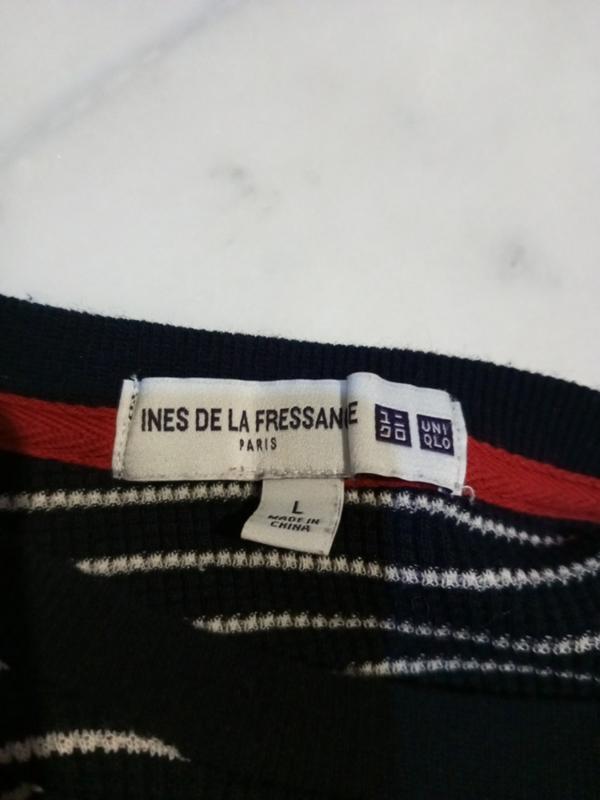 INES DE LA FRESSANGE
PARIS
ユニ
クロ
UNI
QLO
L
MADE IN
CHINA